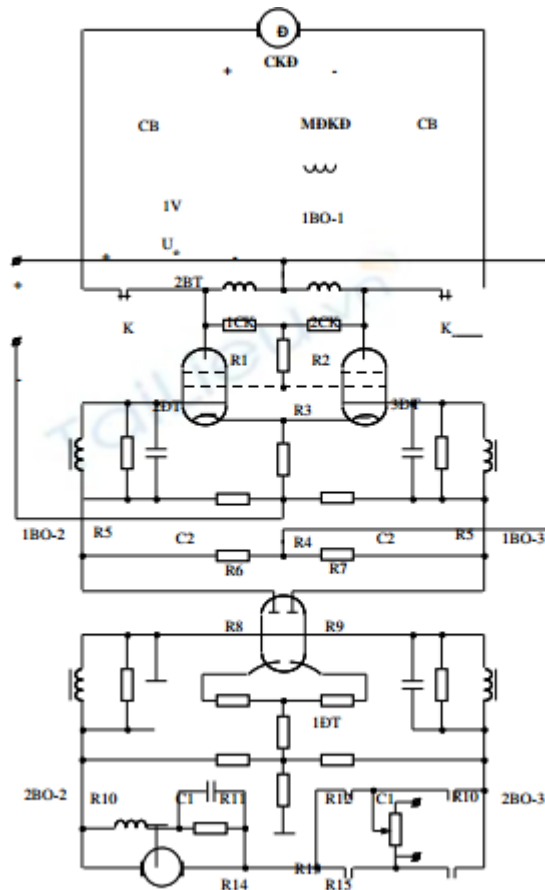 Đ
CKĐ
+ -
CB MĐKĐ CB
1V
1BO-1
U
+ -
+
2BT
K 1CK 2CK K
-
R1 R2
2ĐT R3 3ĐT
TaiLieu.vn
1BO-2 R5 C2 R4 C2 R5 1BO-3
R6 R7
R8 R9
1ĐT
2BO-2 R10 C1 R11 R12 C1 R10 2BO-3
R14 R13 R15